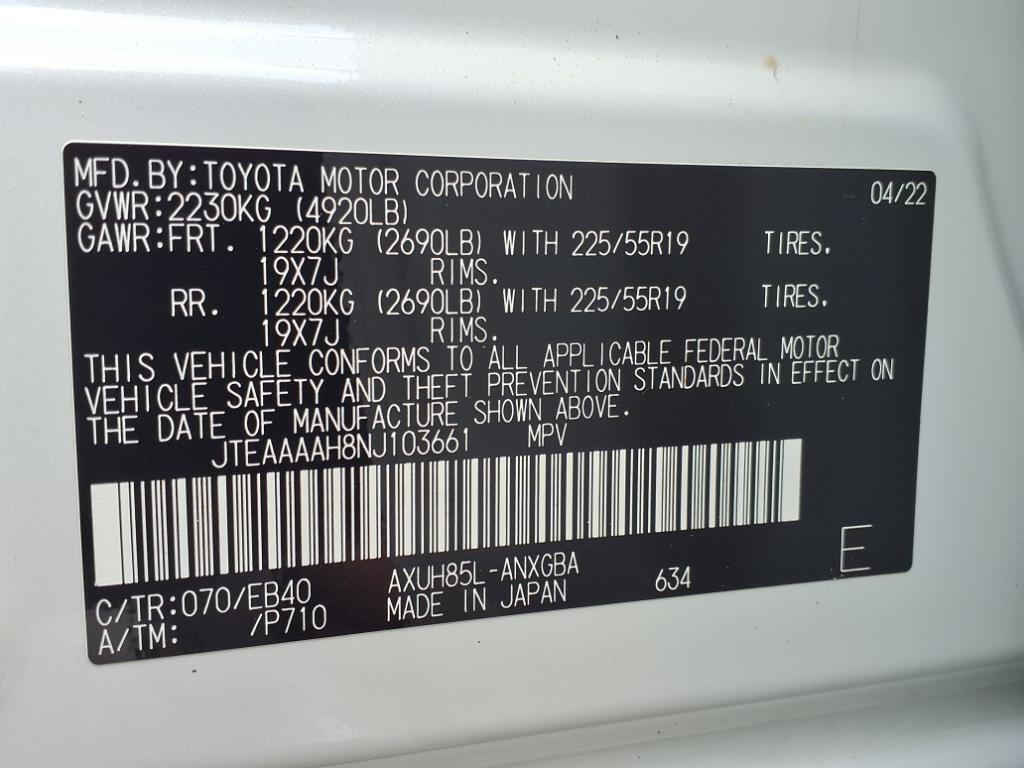 MFD.BY:TOYOTA MOTOR CORPORATION 04/22
GVWR:2230KG (4920LB)
GAWR:FRT. 1220KG (2690LB) WITH 225/55R19 TIRES.
19X7J RIMS.
RR. 1220KG (2690LB) WITH 225/55R19 TIRES.
19X7J RIMS.
THIS VEHICLE CONFORMS TO ALL APPLICABLE FEDERAL MOTOR
VEHICLE SAFETY AND THEFT PREVENTION STANDARDS IN EFFECT ON
THE DATE OF MANUFACTURE SHOWN ABOVE.
JTEAAAAH8NJ103661 MPV
C/TR:070/EB40 AXUH85L-ANXGBA 634 E
A/TM: /P710 MADE IN JAPAN